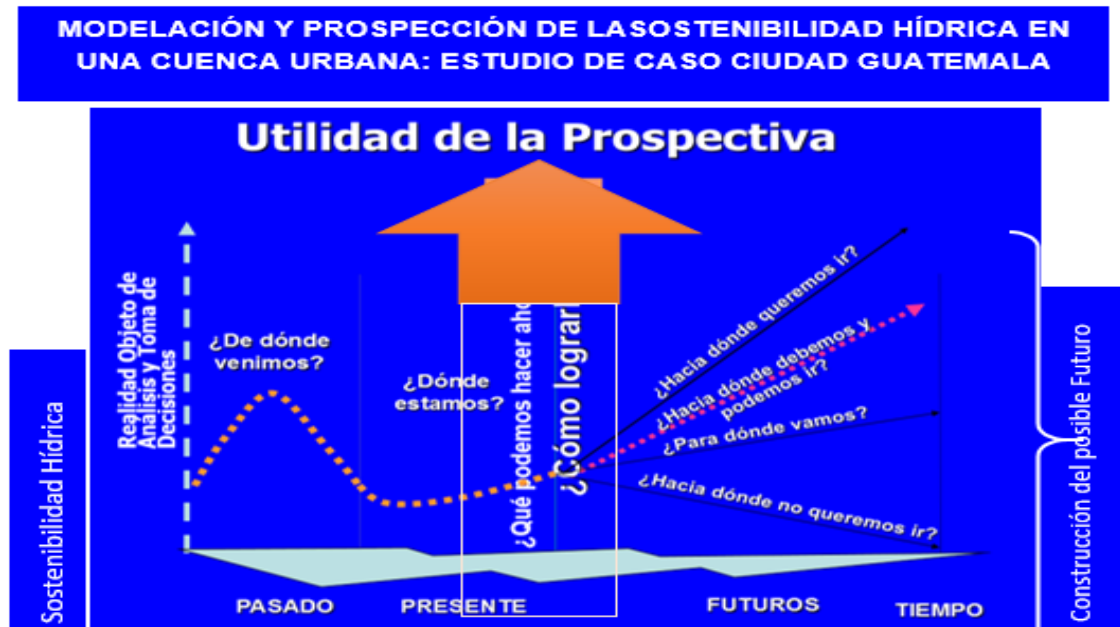 MODELACIÓN Y PROSPECCIÓN DE LASOSTENIBILIDAD HÍDRICA EN
UNA CUENCA URBANA: ESTUDIO DE CASO CIUDAD GUATEMALA
Utilidad de la Prospectiva
Sostenibilidad Hídrica
Realidad Objeto de
Análisis y Toma de
Decisiones
¿De dónde
venimos?
¿Dónde
estamos?
¿Qué podemos hacer
¿Cómo
¿Hacia dónde queremos ir?
¿Hacia dónde debemos y
podemos ir?
¿Para dónde vamos?
¿Hacia dónde no queremos ir?
PASADO
PRESENTE
FUTUROS
TIEMPO
Construcción del posible Futuro